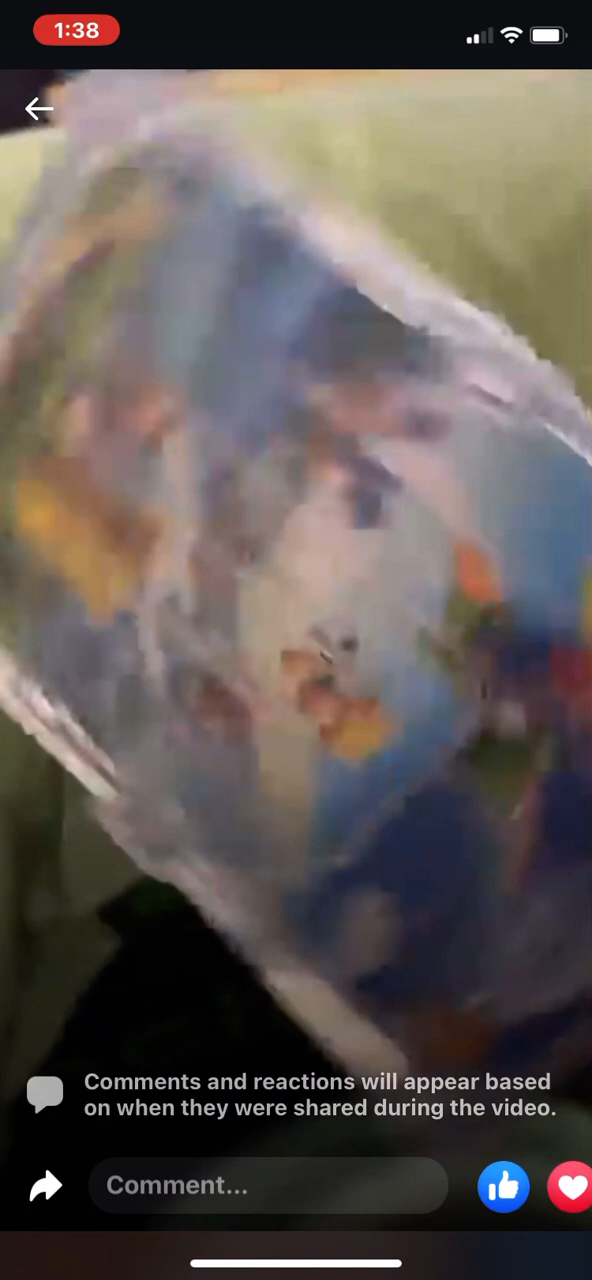 1:38
Comments and reactions will appear based
on when they were shared during the video.
Comment...